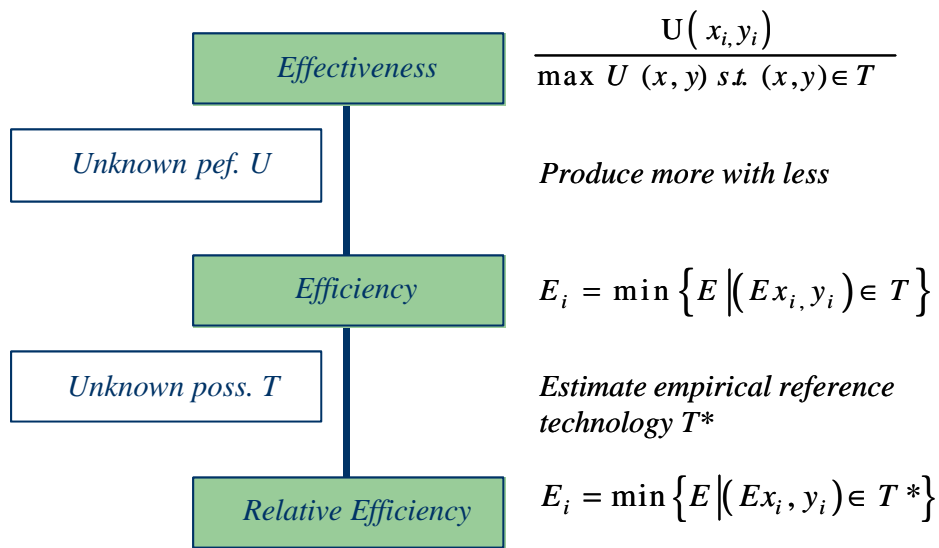 Effectiveness
U( x_i, y_i)
max U (x, y) s.t. (x,y)∈ T
Unknown pef. U
Produce more with less
Efficiency
E_i = min {E |(Ex_i, y_i)∈ T}
Unknown poss. T
Estimate empirical reference
technology T*
Relative Efficiency
E_i = min {E |(Ex_i, y_i)∈ T *}